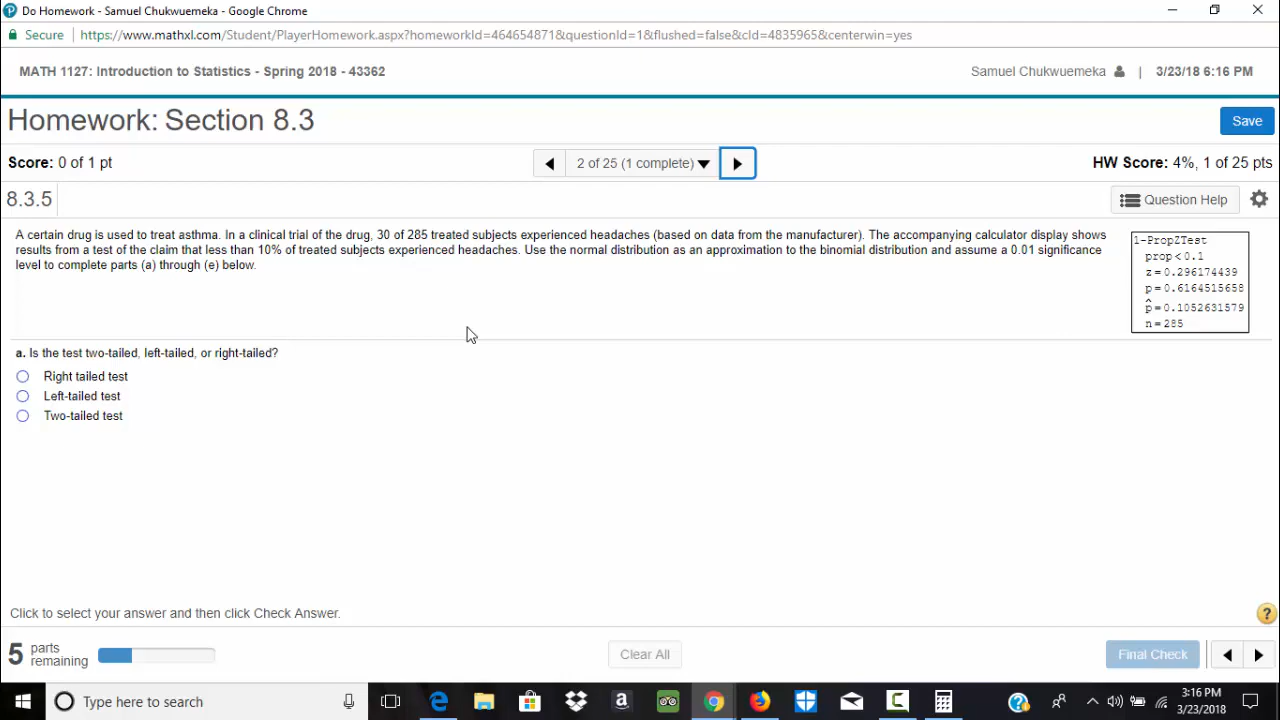 Do Homework - Samuel Chukwuemeka - Google Chrome
Secure https://www.mathxl.com/Student/PlayerHomework.aspx?homeworkId=464654871&questionId=1&flushed=false&cId=4835965&centerwin=yes
MATH 1127: Introduction to Statistics - Spring 2018 - 43362
Samuel Chukwuemeka | 3/23/18 6:16 PM
Homework: Section 8.3
Save
Score: 0 of 1 pt
2 of 25 (1 complete)
HW Score: 4%, 1 of 25 pts
8.3.5
Question Help
A certain drug is used to treat asthma. In a clinical trial of the drug, 30 of 285 treated subjects experienced headaches (based on data from the manufacturer). The accompanying calculator display shows
results from a test of the claim that less than 10% of treated subjects experienced headaches. Use the normal distribution as an approximation to the binomial distribution and assume a 0.01 significance
level to complete parts (a) through (e) below.
1-PropZTest
prop<0.1
z=0.296174439
p=0.6164515658
p̂=0.1052631579
n=285
a. Is the test two-tailed, left-tailed, or right-tailed?
Right tailed test
Left-tailed test
Two-tailed test
Click to select your answer and then click Check Answer.
?
5 parts
remaining
Clear All
Final Check
Type here to search
3:16 PM
3/23/2018